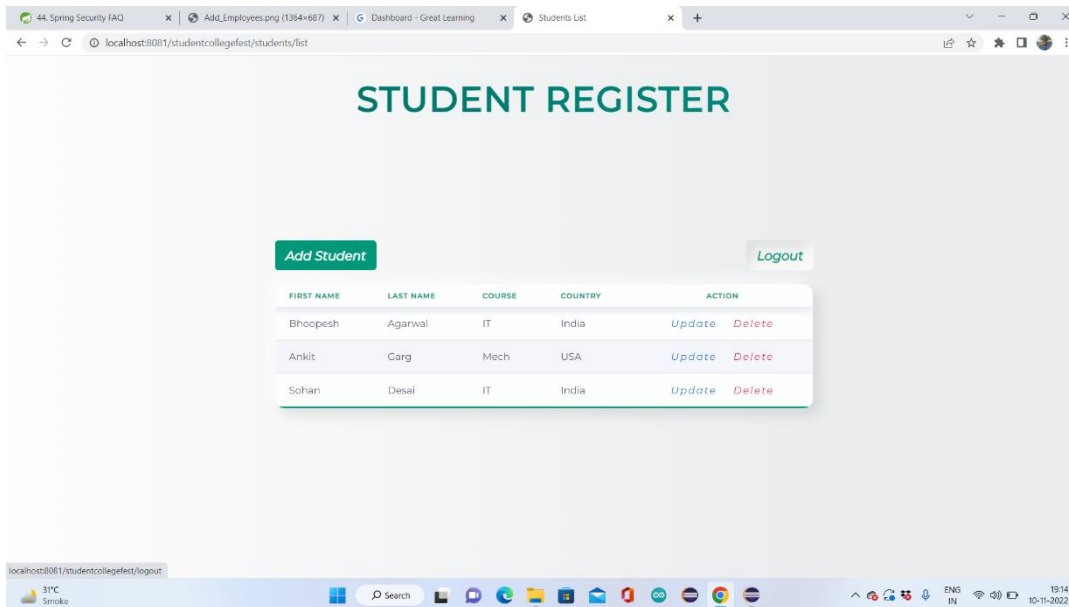 44. Spring Security FAQ
Add_Employees.png (1364×687)
Dashboard - Great Learning
Students List
localhost:8081/studentcollegefest/students/list
STUDENT REGISTER
Add Student
Logout
FIRST NAME LAST NAME COURSE COUNTRY ACTION
Bhoopesh Agarwal IT India Update Delete
Ankit Garg Mech USA Update Delete
Sohan Desai IT India Update Delete
localhost:8081/studentcollegefest/logout
31°C
Smoke
Search
ENG
IN
19:14
10-11-2022